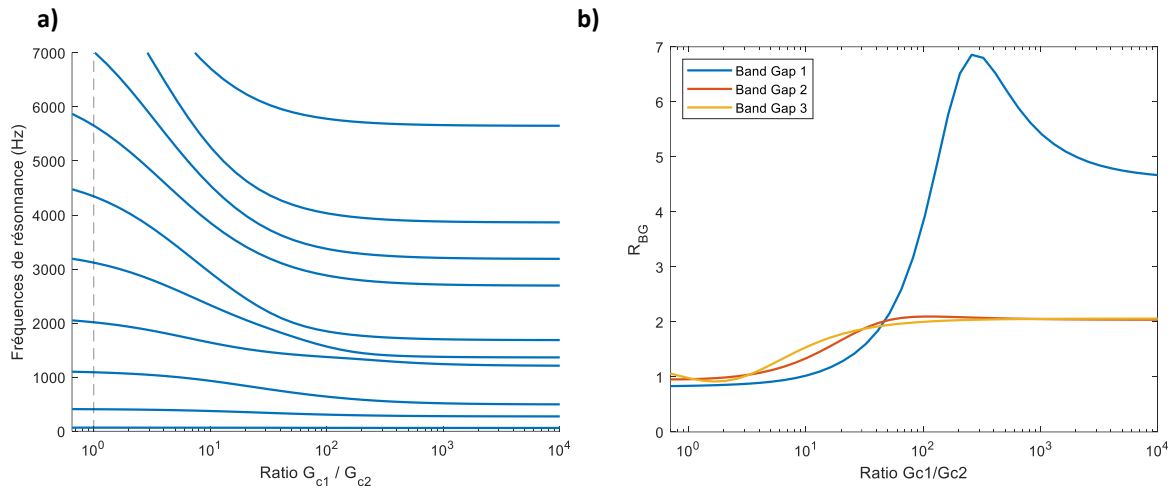 a)
7000
6000
5000
4000
3000
2000
1000
0
Fréquences de résonnance (Hz)
10^0
10^1
10^2
10^3
10^4
Ratio G_c1 / G_c2
b)
7
6
5
4
3
2
1
0
R_BG
Band Gap 1
Band Gap 2
Band Gap 3
10^0
10^1
10^2
10^3
10^4
Ratio Gc1/Gc2